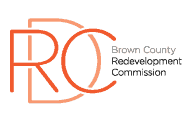 RDC
Brown County
Redevelopment
Commission